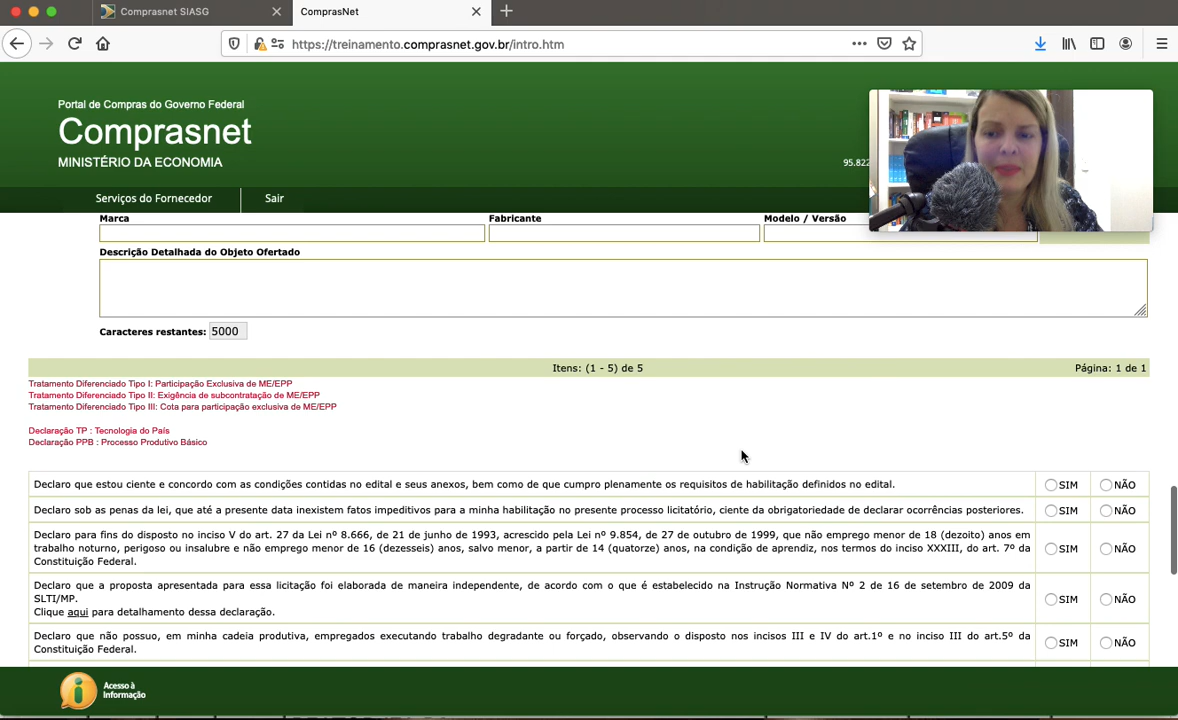 Comprasnet SIASG
ComprasNet
https://treinamento.comprasnet.gov.br/intro.htm
Portal de Compras do Governo Federal
Comprasnet
MINISTÉRIO DA ECONOMIA
95.822
Serviços do Fornecedor
Sair
Marca
Fabricante
Modelo / Versão
Descrição Detalhada do Objeto Ofertado
Caracteres restantes: 5000
Itens: (1 - 5) de 5
Página: 1 de 1
Tratamento Diferenciado Tipo I: Participação Exclusiva de ME/EPP
Tratamento Diferenciado Tipo II: Exigência de subcontratação de ME/EPP
Tratamento Diferenciado Tipo III: Cota para participação exclusiva de ME/EPP
Declaração TP : Tecnologia do País
Declaração PPB : Processo Produtivo Básico
Declaro que estou ciente e concordo com as condições contidas no edital e seus anexos, bem como de que cumpro plenamente os requisitos de habilitação definidos no edital.
SIM
NÃO
Declaro sob as penas da lei, que até a presente data inexistem fatos impeditivos para a minha habilitação no presente processo licitatório, ciente da obrigatoriedade de declarar ocorrências posteriores.
SIM
NÃO
Declaro para fins do disposto no inciso V do art. 27 da Lei nº 8.666, de 21 de junho de 1993, acrescido pela Lei nº 9.854, de 27 de outubro de 1999, que não emprego menor de 18 (dezoito) anos em
trabalho noturno, perigoso ou insalubre e não emprego menor de 16 (dezesseis) anos, salvo menor, a partir de 14 (quatorze) anos, na condição de aprendiz, nos termos do inciso XXXIII, do art. 7º da
Constituição Federal.
SIM
NÃO
Declaro que a proposta apresentada para essa licitação foi elaborada de maneira independente, de acordo com o que é estabelecido na Instrução Normativa Nº 2 de 16 de setembro de 2009 da
SLTI/MP.
Clique aqui para detalhamento dessa declaração.
SIM
NÃO
Declaro que não possuo, em minha cadeia produtiva, empregados executando trabalho degradante ou forçado, observando o disposto nos incisos III e IV do art.1º e no inciso III do art.5º da
Constituição Federal.
SIM
NÃO
Acesso à
Informação